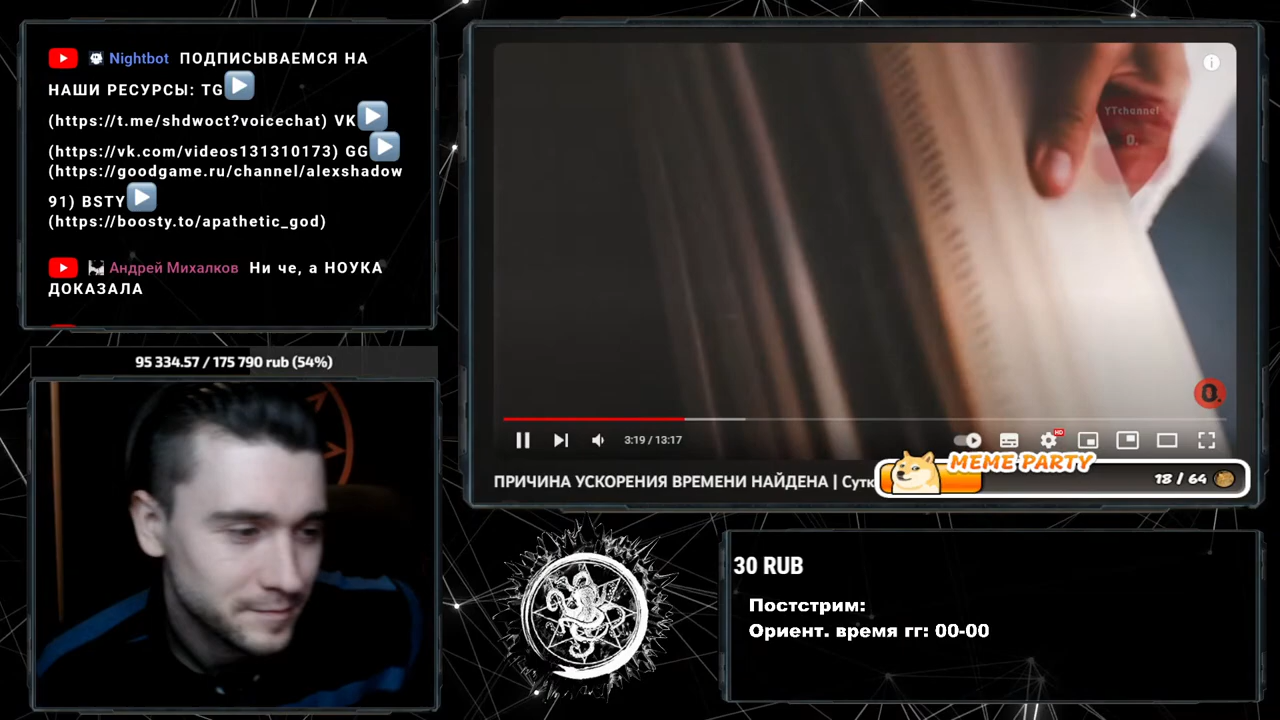 Nightbot ПОДПИСЫВАЕМСЯ НА
НАШИ РЕСУРСЫ: TG
(https://t.me/shdwoct?voicechat) VK
(https://vk.com/videos131310173) GG
(https://goodgame.ru/channel/alexshadow
91) BSTY
(https://boosty.to/apathetic_god)
Андрей Михалков Ни че, а НОУКА
ДОКАЗАЛА
95 334.57 / 175 790 rub (54%)
YTchannel
O.
O.
3:19 / 13:17
HD
ПРИЧИНА УСКОРЕНИЯ ВРЕМЕНИ НАЙДЕНА | Сутк
MEME PARTY
18 / 64
30 RUB
Постстрим:
Ориент. время гг: 00-00